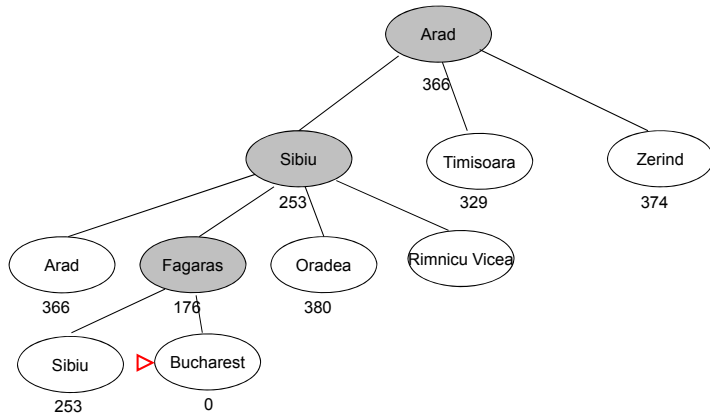 Arad
366
Sibiu
253
Timisoara
329
Zerind
374
Arad
366
Fagaras
176
Oradea
380
Rimnicu Vicea
Sibiu
253
Bucharest
0